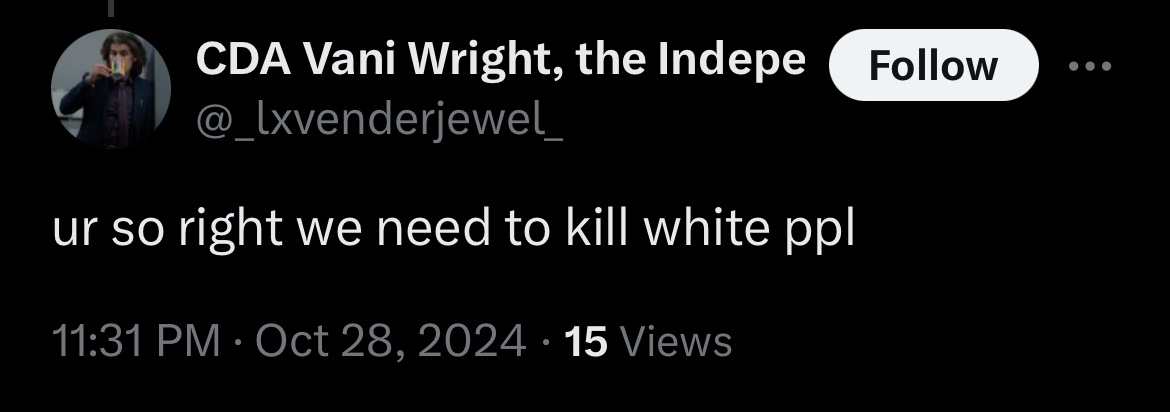 CDA Vani Wright, the Indepe
Follow
@_lxvenderjewel_
ur so right we need to kill white ppl
11:31 PM · Oct 28, 2024 · 15 Views